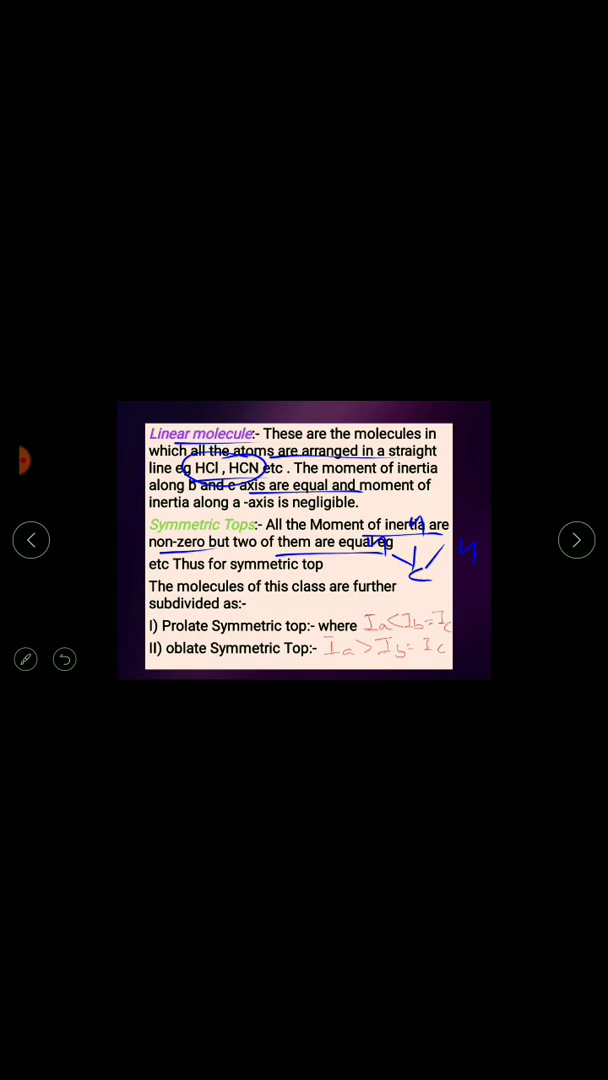 Linear molecule:- These are the molecules in
which all the atoms are arranged in a straight
line eg HCl , HCN etc . The moment of inertia
along b and c axis are equal and moment of
inertia along a -axis is negligible.
Symmetric Tops:- All the Moment of inertia are
non-zero but two of them are equal eg
etc Thus for symmetric top
The molecules of this class are further
subdivided as:-
I) Prolate Symmetric top:- where Ia<Ib=Ic
II) oblate Symmetric Top:- Ia>Ib=Ic